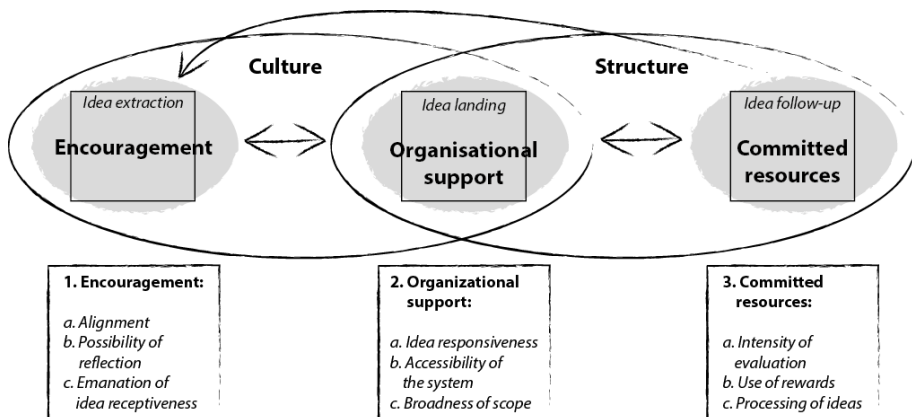 Culture
Structure
Idea extraction
Encouragement
Idea landing
Organisational
support
Idea follow-up
Committed
resources
1. Encouragement:
a. Alignment
b. Possibility of
reflection
c. Emanation of
idea receptiveness
2. Organizational
support:
a. Idea responsiveness
b. Accessibility of
the system
c. Broadness of scope
3. Committed
resources:
a. Intensity of
evaluation
b. Use of rewards
c. Processing of ideas